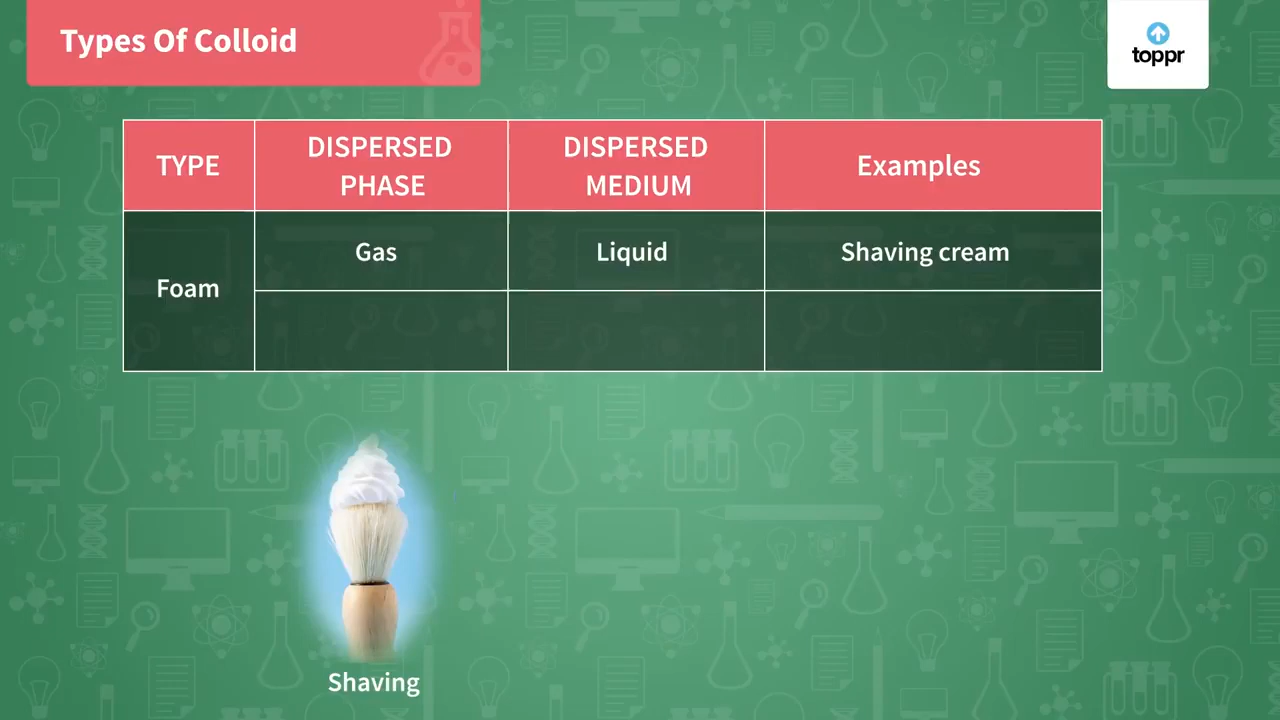 Types Of Colloid
toppr
TYPE
DISPERSED
PHASE
DISPERSED
MEDIUM
Examples
Foam
Gas
Liquid
Shaving cream
Shaving